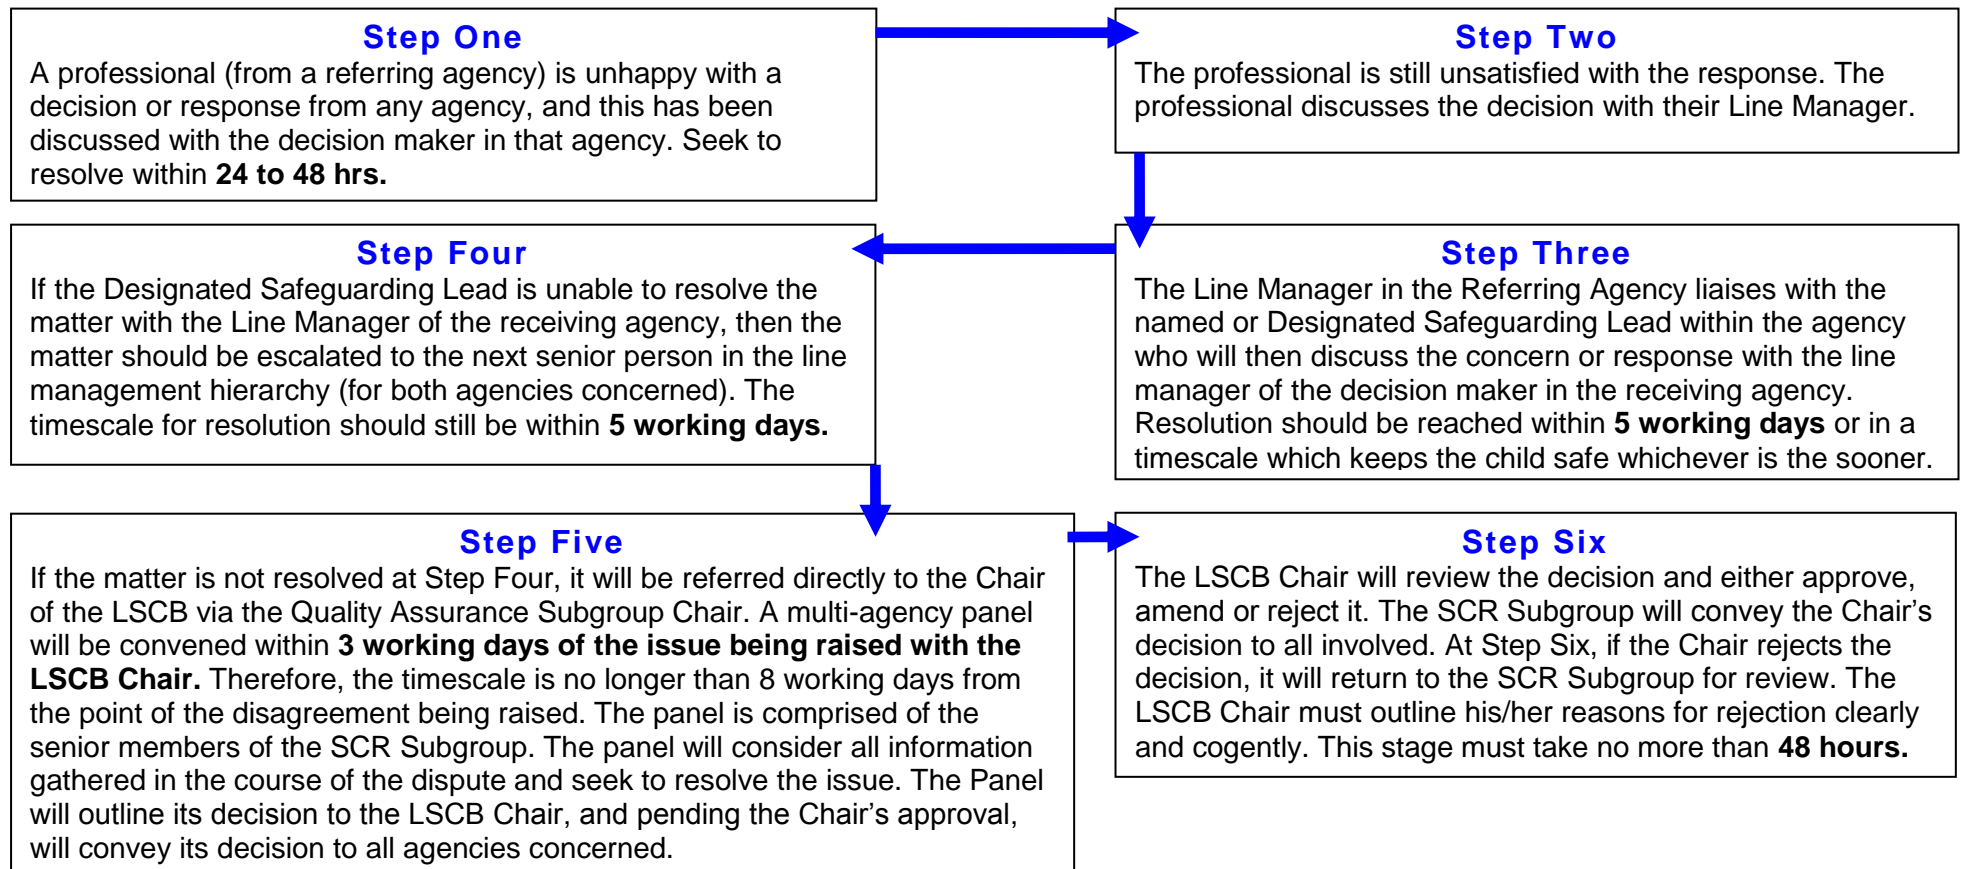 Step One
A professional (from a referring agency) is unhappy with a
decision or response from any agency, and this has been
discussed with the decision maker in that agency. Seek to
resolve within 24 to 48 hrs.
Step Two
The professional is still unsatisfied with the response. The
professional discusses the decision with their Line Manager.
Step Three
The Line Manager in the Referring Agency liaises with the
named or Designated Safeguarding Lead within the agency
who will then discuss the concern or response with the line
manager of the decision maker in the receiving agency.
Resolution should be reached within 5 working days or in a
timescale which keeps the child safe whichever is the sooner.
Step Four
If the Designated Safeguarding Lead is unable to resolve the
matter with the Line Manager of the receiving agency, then the
matter should be escalated to the next senior person in the line
management hierarchy (for both agencies concerned). The
timescale for resolution should still be within 5 working days.
Step Five
If the matter is not resolved at Step Four, it will be referred directly to the Chair
of the LSCB via the Quality Assurance Subgroup Chair. A multi-agency panel
will be convened within 3 working days of the issue being raised with the
LSCB Chair. Therefore, the timescale is no longer than 8 working days from
the point of the disagreement being raised. The panel is comprised of the
senior members of the SCR Subgroup. The panel will consider all information
gathered in the course of the dispute and seek to resolve the issue. The Panel
will outline its decision to the LSCB Chair, and pending the Chair’s approval,
will convey its decision to all agencies concerned.
Step Six
The LSCB Chair will review the decision and either approve,
amend or reject it. The SCR Subgroup will convey the Chair’s
decision to all involved. At Step Six, if the Chair rejects the
decision, it will return to the SCR Subgroup for review. The
LSCB Chair must outline his/her reasons for rejection clearly
and cogently. This stage must take no more than 48 hours.